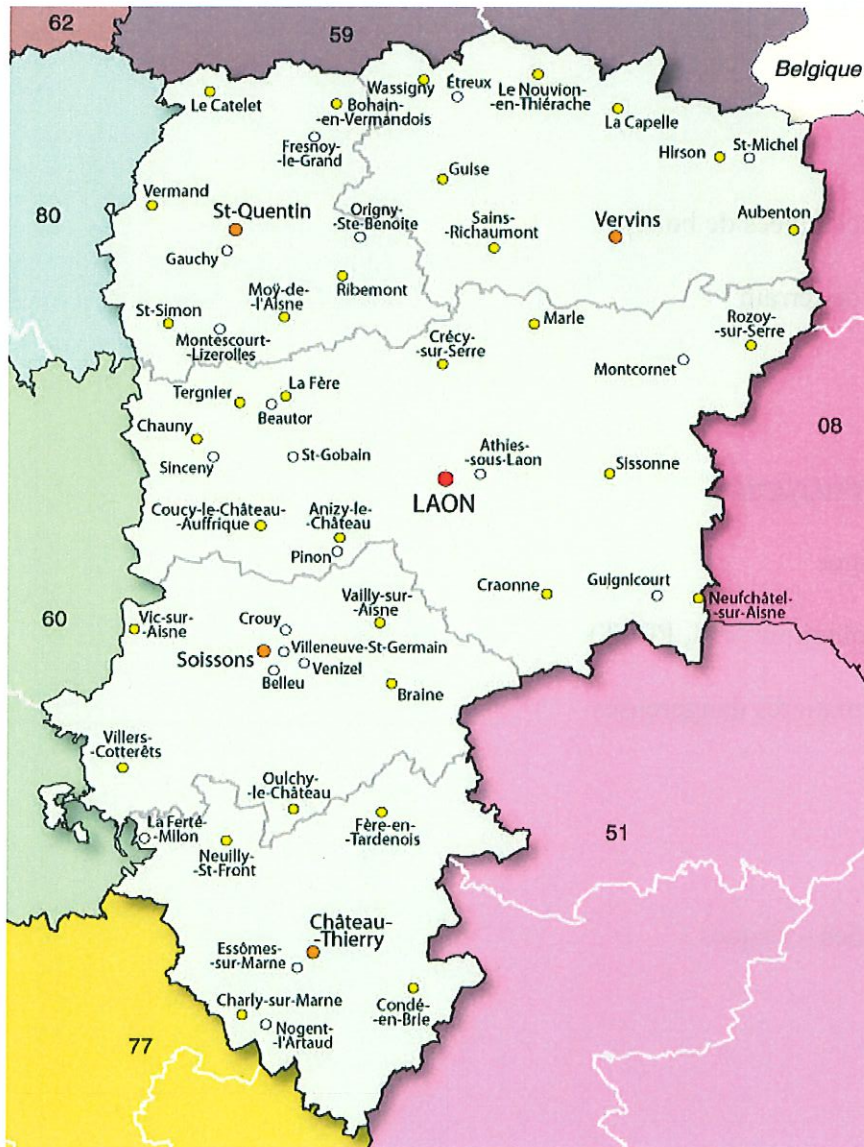 62
59
Belgique
Wassigny
Étreux
Le Nouvion-
-en-Thiérache
Le Catelet
Bohain-
-en-Vermandois
La Capelle
Fresnoy-
-le-Grand
Hirson
St-Michel
Guise
Vermand
80
St-Quentin
Origny-
-Ste-Benoite
Sains-
-Richaumont
Vervins
Aubenton
Gauchy
Moÿ-de-
-l'Aisne
Ribemont
St-Simon
Montescourt-
-Lizerolles
Marle
Crécy-
-sur-Serre
Rozoy-
-sur-Serre
Montcornet
Tergnier
La Fère
Beautor
Chauny
08
Sinceny
St-Gobain
Athies-
-sous-Laon
Sissonne
LAON
Coucy-le-Château-
-Auffrique
Anizy-le-
-Château
Pinon
Craonne
Guignicourt
Neufchâtel-
-sur-Aisne
60
Vic-sur-
-Aisne
Crouy
Vailly-sur-
-Aisne
Soissons
Villeneuve-St-Germain
Venizel
Belleu
Braine
Villers-
-Cotterêts
Oulchy-
-le-Château
La Ferté-
-Milon
Neuilly-
-St-Front
Fère-en-
-Tardenois
51
Château-
-Thierry
Essômes-
-sur-Marne
Charly-sur-Marne
Condé-
-en-Brie
Nogent-
-l'Artaud
77